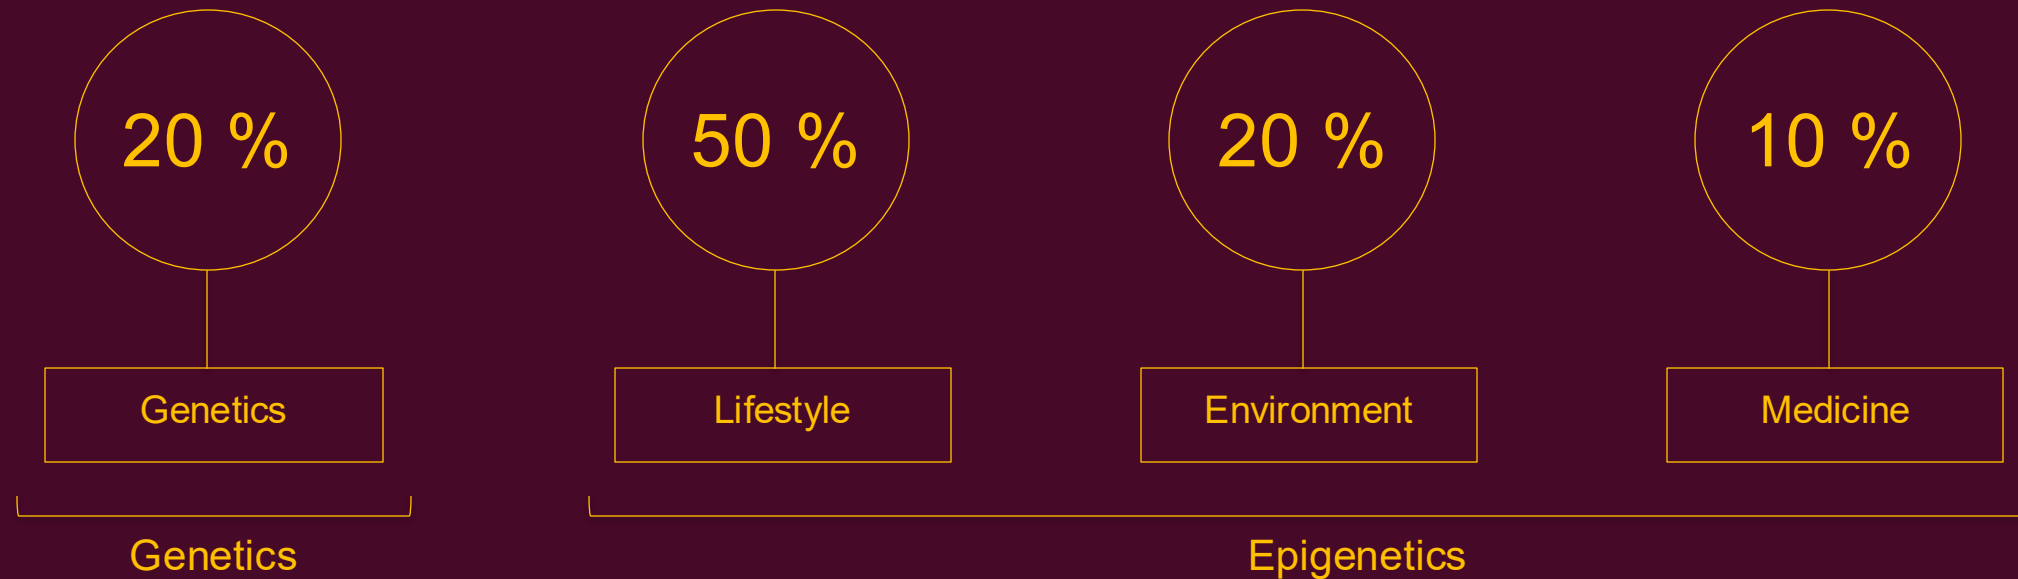 20 %
50 %
20 %
10 %
Genetics
Lifestyle
Environment
Medicine
Genetics
Epigenetics